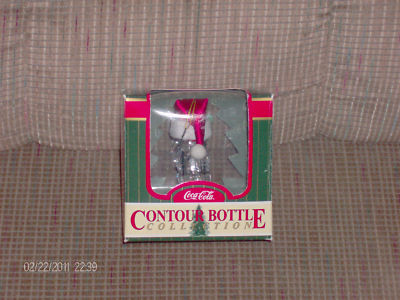 Coca-Cola
CONTOUR BOTTLE
COLLECTION
02/22/2011 22:39